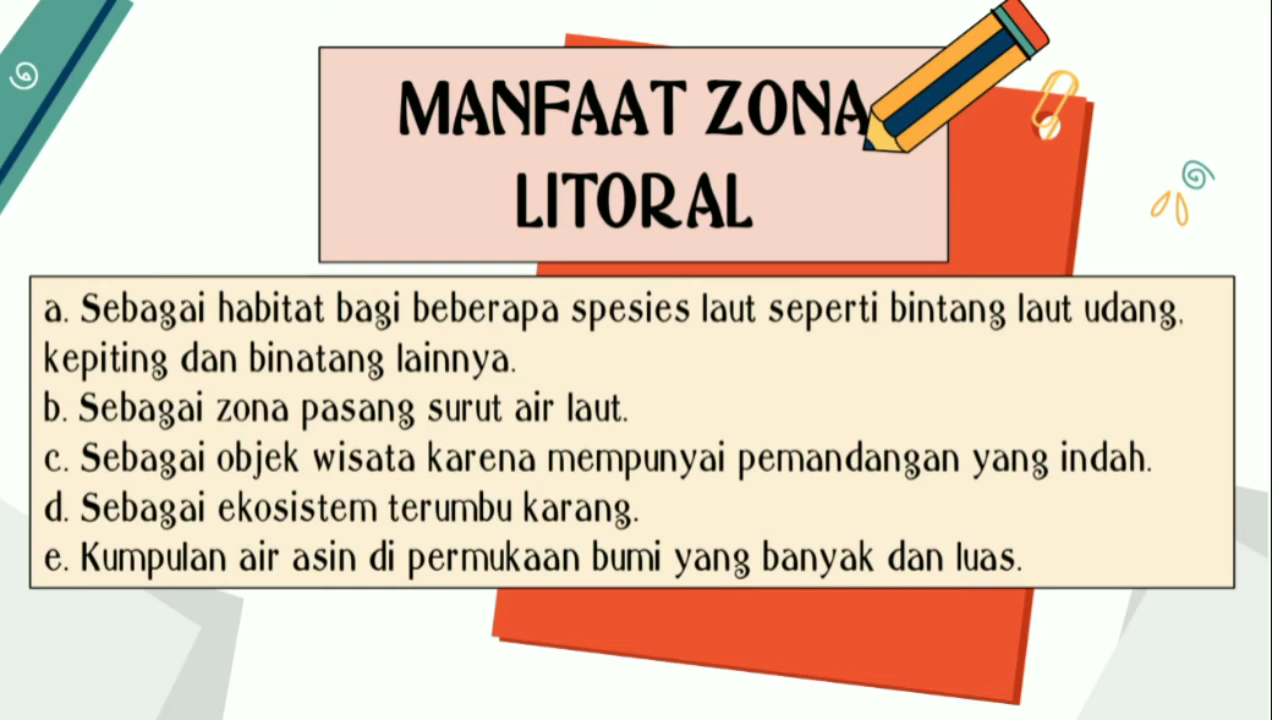 MANFAAT ZONA
LITORAL
a. Sebagai habitat bagi beberapa spesies laut seperti bintang laut udang,
kepiting dan binatang lainnya.
b. Sebagai zona pasang surut air laut.
c. Sebagai objek wisata karena mempunyai pemandangan yang indah.
d. Sebagai ekosistem terumbu karang.
e. Kumpulan air asin di permukaan bumi yang banyak dan luas.